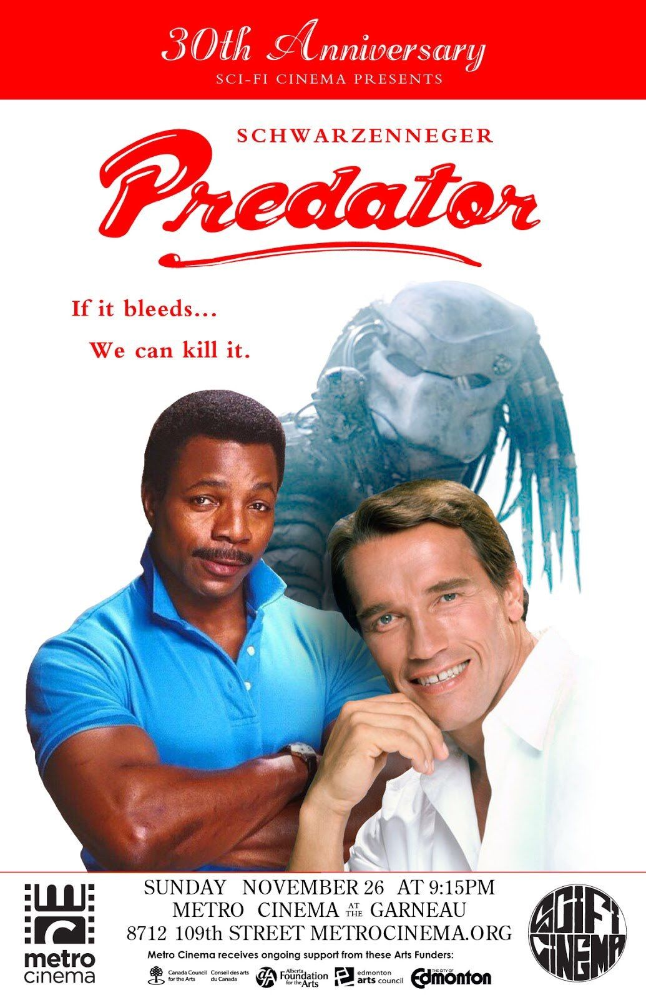 30th Anniversary
SCI-FI CINEMA PRESENTS
SCHWARZENNEGER
Predator
If it bleeds...
We can kill it.
SUNDAY NOVEMBER 26 AT 9:15PM
METRO CINEMA AT THE GARNEAU
8712 109th STREET METROCINEMA.ORG
Metro Cinema receives ongoing support from these Arts Funders:
metro
cinema
Canada Council for the Arts
Conseil des arts du Canada
Alberta Foundation for the Arts
edmonton arts council
THE CITY OF Edmonton
SCIFI
CINEMA